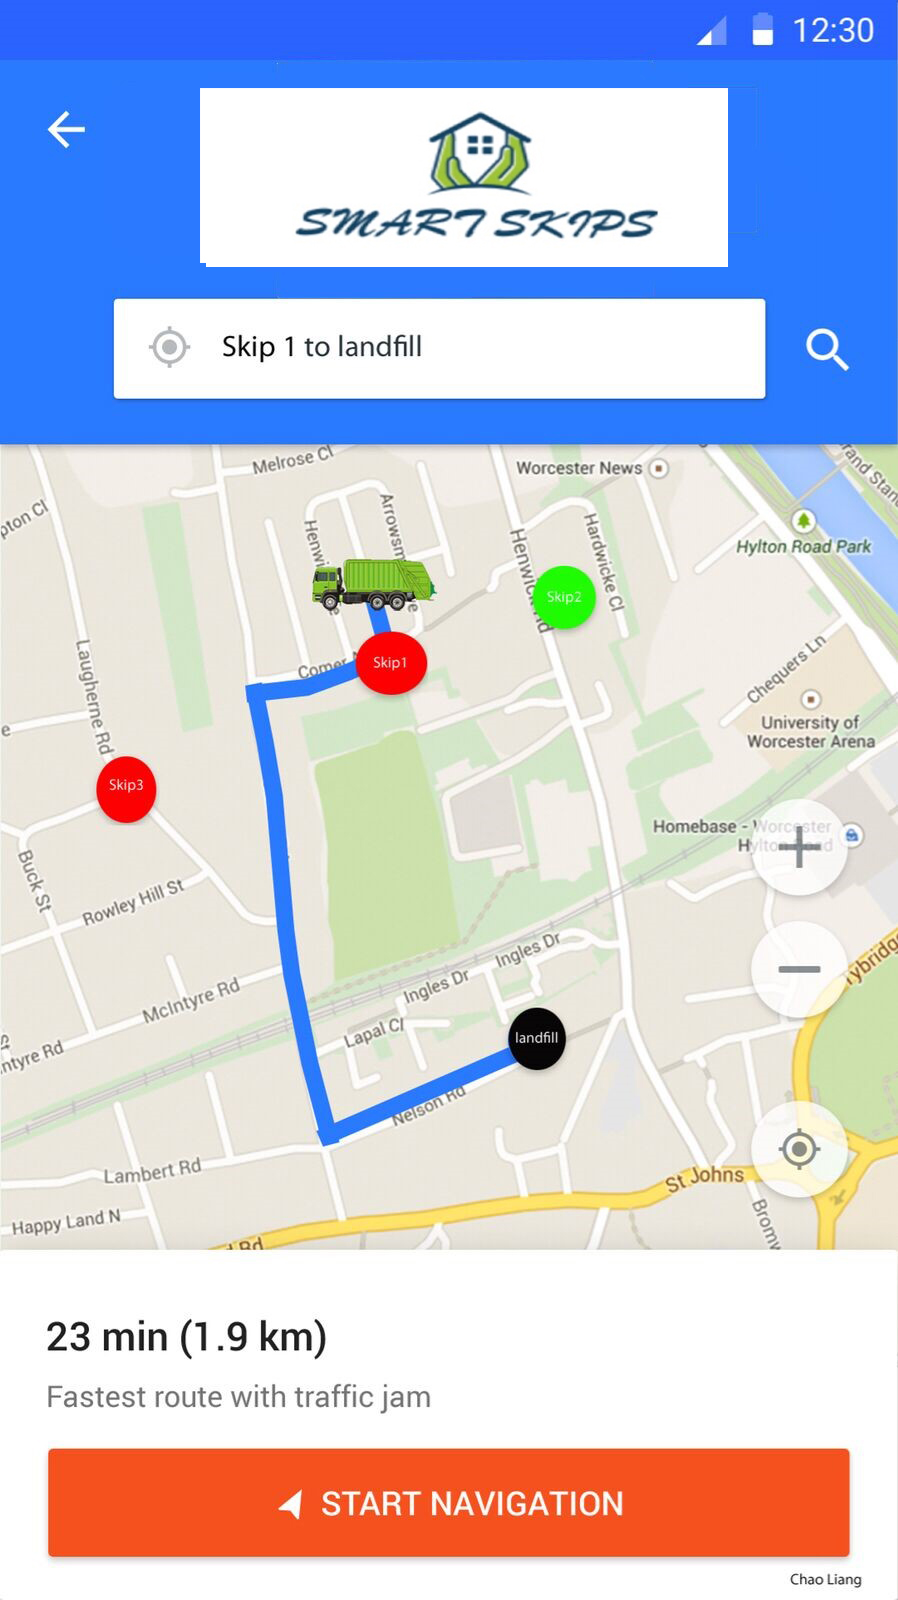 12:30
SMART SKIPS
Skip 1 to landfill
Melrose Cl
Worcester News
pton Cl
Arrowsm
Henwi
Henwick Rd
Hardwicke Cl
Hylton Road Park
Skip2
Laugherne Rd
Comer
Skip1
Chequers Ln
University of
Worcester Arena
Skip3
Homebase - Worcester
Hylton Road
Buck St
Rowley Hill St
Ingles Dr
Ingles Dr
McIntyre Rd
Lapal Cl
landfill
ntyre Rd
Nelson Rd
Lambert Rd
St Johns
Happy Land N
Rd
Bromw
23 min (1.9 km)
Fastest route with traffic jam
START NAVIGATION
Chao Liang